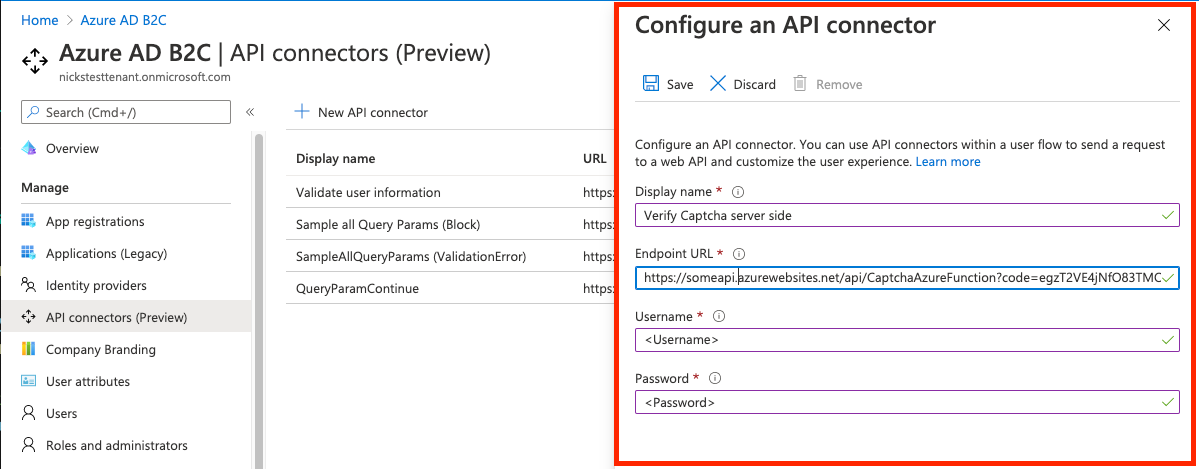 Home > Azure AD B2C
Azure AD B2C | API connectors (Preview)
nickstesttenant.onmicrosoft.com
Search (Cmd+/)
«
Overview
Manage
App registrations
Applications (Legacy)
Identity providers
API connectors (Preview)
Company Branding
User attributes
Users
Roles and administrators
New API connector
Display name URL
Validate user information https:
Sample all Query Params (Block) https:
SampleAllQueryParams (ValidationError) https:
QueryParamContinue https:
Configure an API connector
Save Discard Remove
Configure an API connector. You can use API connectors within a user flow to send a request
to a web API and customize the user experience. Learn more
Display name *
Verify Captcha server side
Endpoint URL *
https://someapi.azurewebsites.net/api/CaptchaAzureFunction?code=egzT2VE4jNfO83TMC
Username *
<Username>
Password *
<Password>